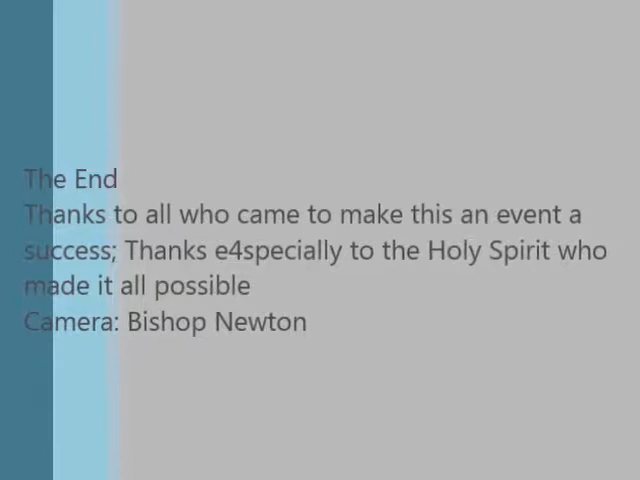 The End
Thanks to all who came to make this an event a
success; Thanks e4specially to the Holy Spirit who
made it all possible
Camera: Bishop Newton